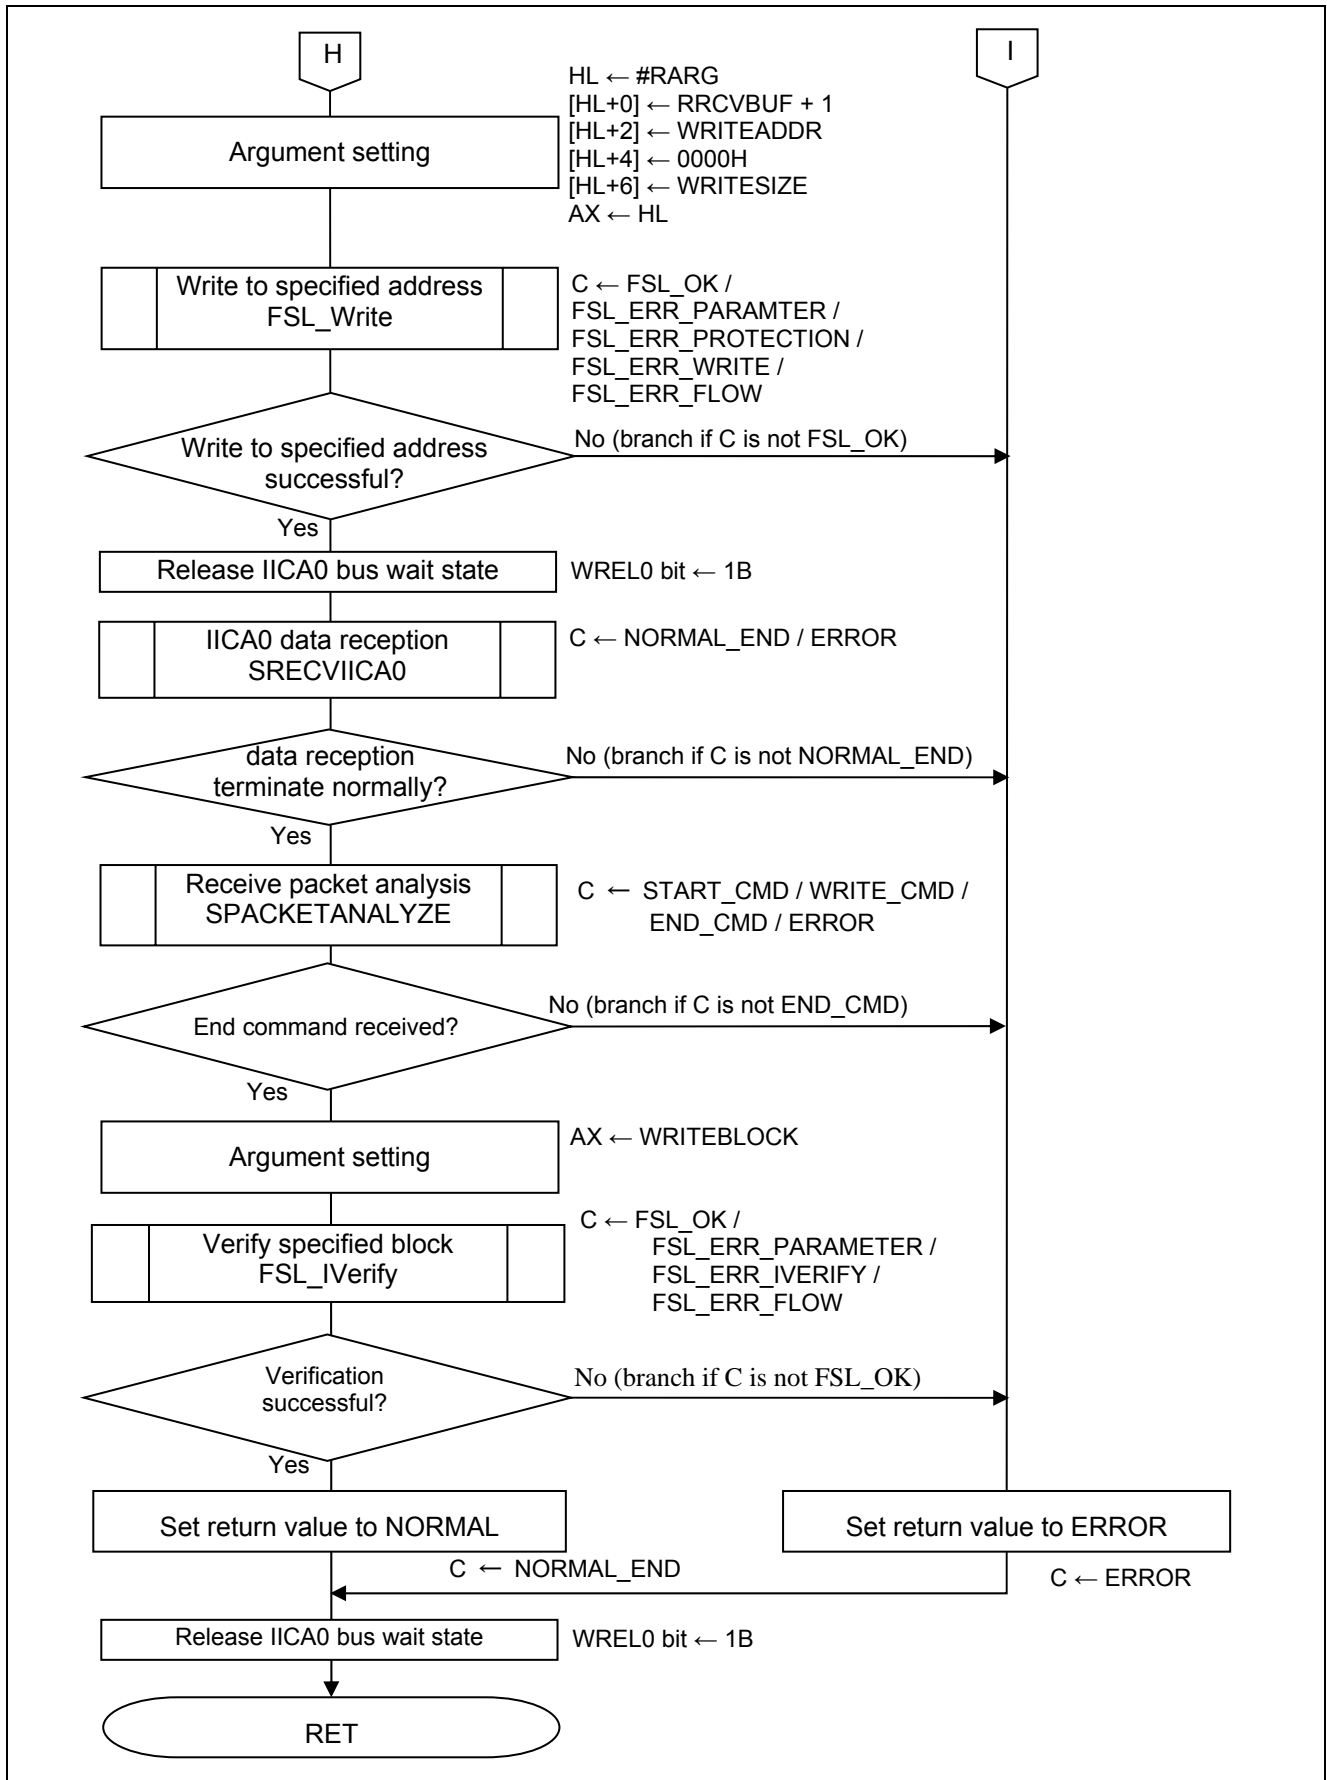 H
I
HL ← #RARG
[HL+0] ← RRCVBUF + 1
[HL+2] ← WRITEADDR
[HL+4] ← 0000H
[HL+6] ← WRITESIZE
AX ← HL
Argument setting
Write to specified address
FSL_Write
C ← FSL_OK /
FSL_ERR_PARAMTER /
FSL_ERR_PROTECTION /
FSL_ERR_WRITE /
FSL_ERR_FLOW
Write to specified address
successful?
No (branch if C is not FSL_OK)
Yes
Release IICA0 bus wait state
WREL0 bit ← 1B
IICA0 data reception
SRECVIICA0
C ← NORMAL_END / ERROR
data reception
terminate normally?
No (branch if C is not NORMAL_END)
Yes
Receive packet analysis
SPACKETANALYZE
C ← START_CMD / WRITE_CMD /
END_CMD / ERROR
End command received?
No (branch if C is not END_CMD)
Yes
Argument setting
AX ← WRITEBLOCK
Verify specified block
FSL_IVerify
C ← FSL_OK /
FSL_ERR_PARAMETER /
FSL_ERR_IVERIFY /
FSL_ERR_FLOW
Verification
successful?
No (branch if C is not FSL_OK)
Yes
Set return value to NORMAL
Set return value to ERROR
C ← NORMAL_END
C ← ERROR
Release IICA0 bus wait state
WREL0 bit ← 1B
RET